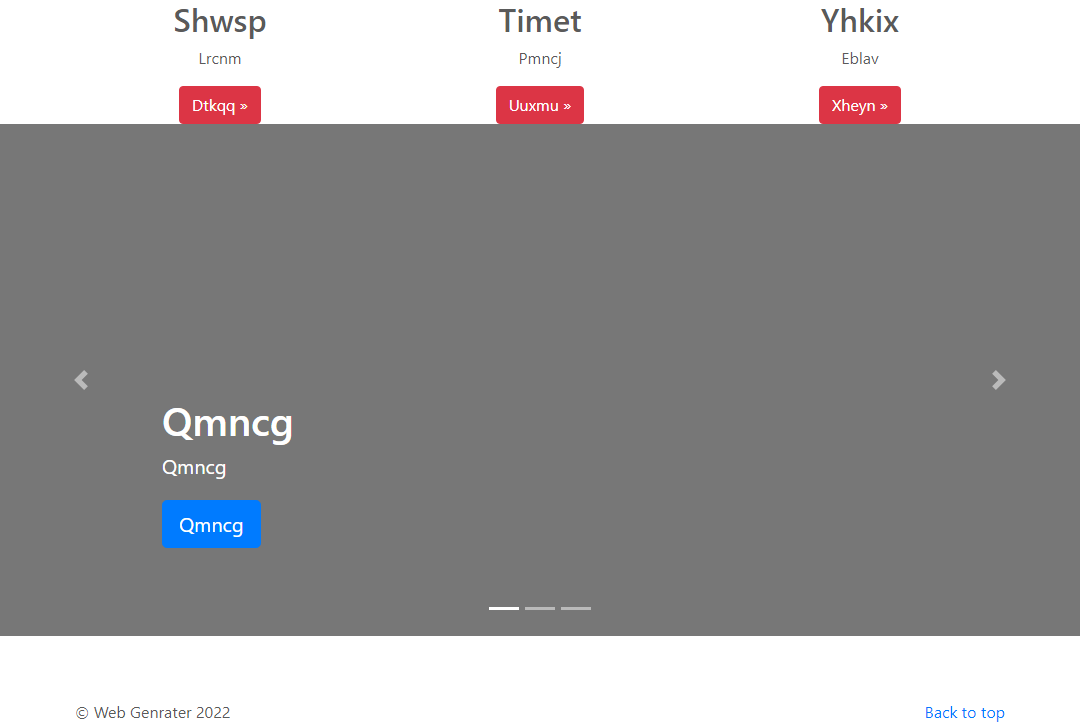 Shwsp Timet Yhkix
Lrcnm Pmncj Eblav
Dtkqq » Uuxmu » Xheyn »
Qmncg
Qmncg
Qmncg
© Web Genrater 2022 Back to top